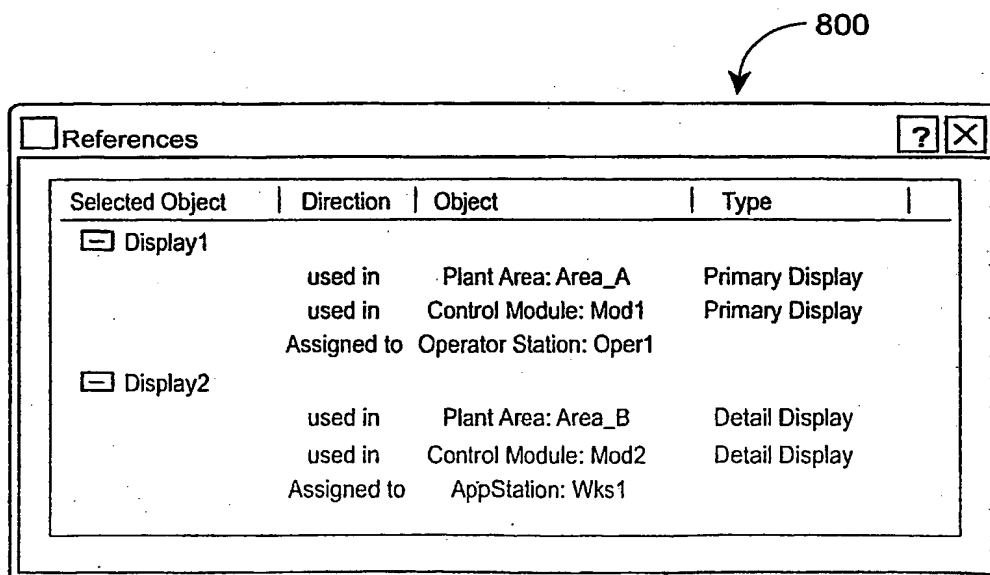 800
References ?
Selected Object Direction Object Type
Display1
used in Plant Area: Area_A Primary Display
used in Control Module: Mod1 Primary Display
Assigned to Operator Station: Oper1
Display2
used in Plant Area: Area_B Detail Display
used in Control Module: Mod2 Detail Display
Assigned to AppStation: Wks1